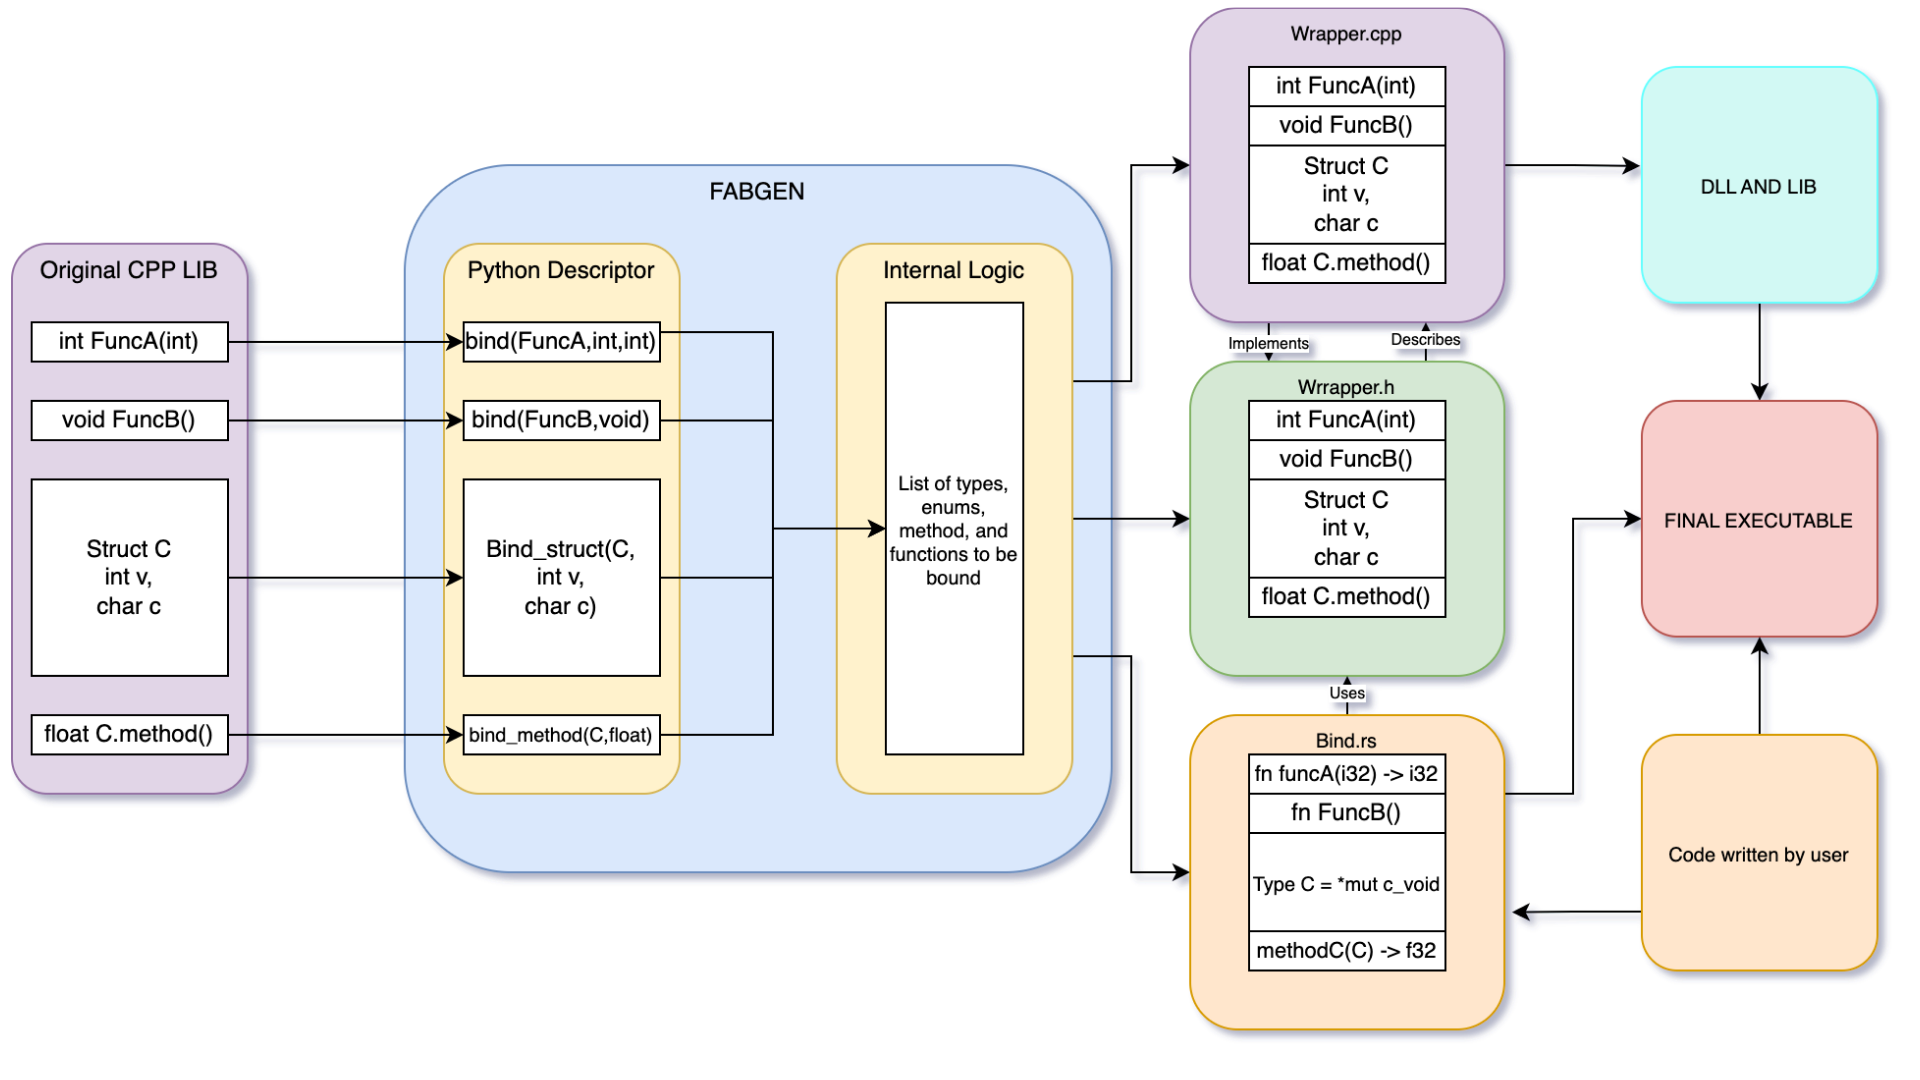 Original CPP LIB
int FuncA(int)
void FuncB()
Struct C
int v,
char c
float C.method()
FABGEN
Python Descriptor
bind(FuncA,int,int)
bind(FuncB,void)
Bind_struct(C,
int v,
char c)
bind_method(C,float)
Internal Logic
List of types,
enums,
method, and
functions to be
bound
Wrapper.cpp
int FuncA(int)
void FuncB()
Struct C
int v,
char c
float C.method()
Implements
Describes
Wrrapper.h
int FuncA(int)
void FuncB()
Struct C
int v,
char c
float C.method()
Uses
Bind.rs
fn funcA(i32) -> i32
fn FuncB()
Type C = *mut c_void
methodC(C) -> f32
DLL AND LIB
FINAL EXECUTABLE
Code written by user